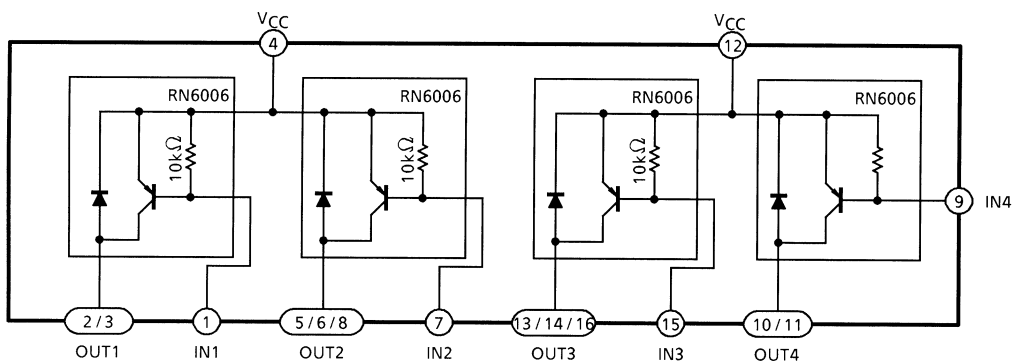 VCC VCC
4 12
RN6006 RN6006 RN6006 RN6006
10kΩ 10kΩ 10kΩ
9 IN4
2/3 1 5/6/8 7 13/14/16 15 10/11
OUT1 IN1 OUT2 IN2 OUT3 IN3 OUT4